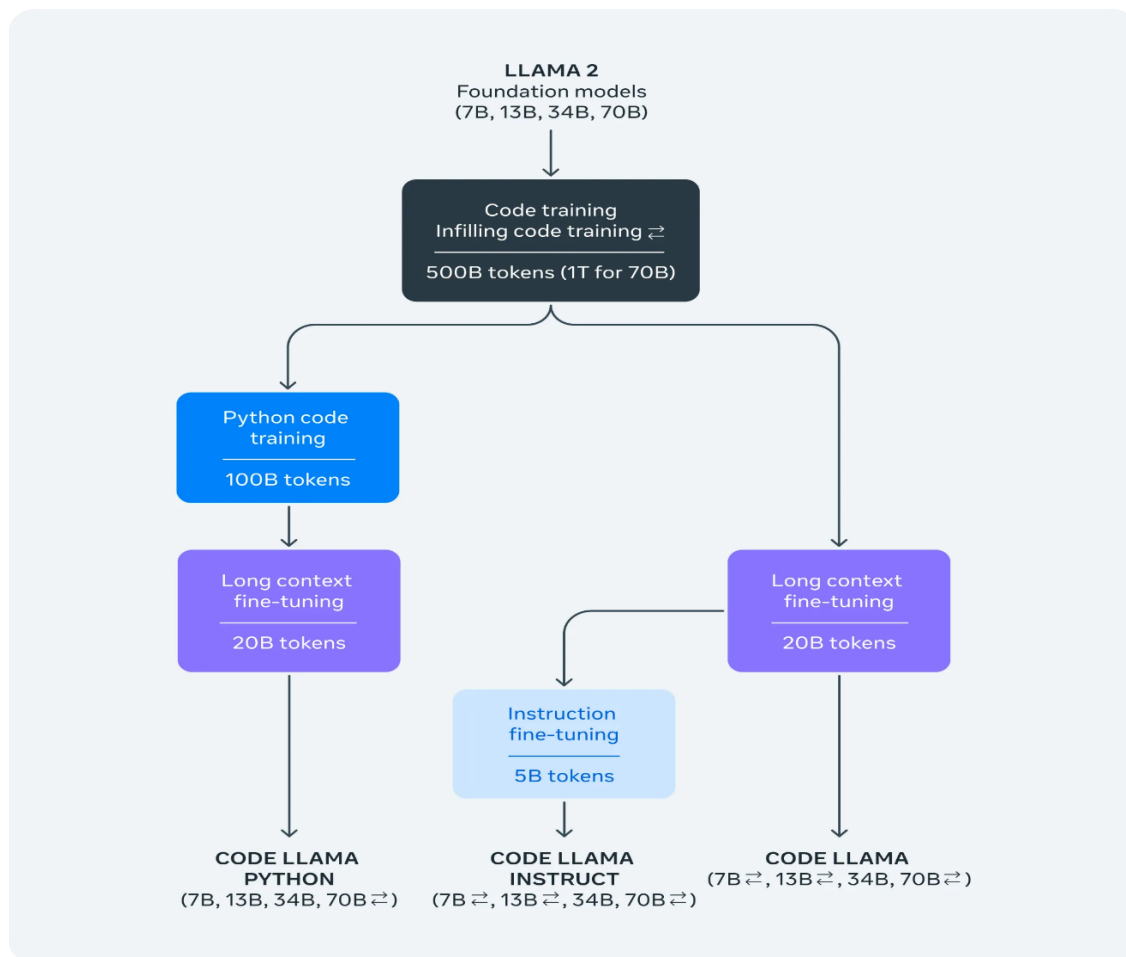 LLAMA 2
Foundation models
(7B, 13B, 34B, 70B)
Code training
Infilling code training ⇄
500B tokens (1T for 70B)
Python code
training
100B tokens
Long context
fine-tuning
20B tokens
Long context
fine-tuning
20B tokens
Instruction
fine-tuning
5B tokens
CODE LLAMA
PYTHON
(7B, 13B, 34B, 70B⇄)
CODE LLAMA
INSTRUCT
(7B⇄, 13B⇄, 34B, 70B⇄)
CODE LLAMA
(7B⇄, 13B⇄, 34B, 70B⇄)